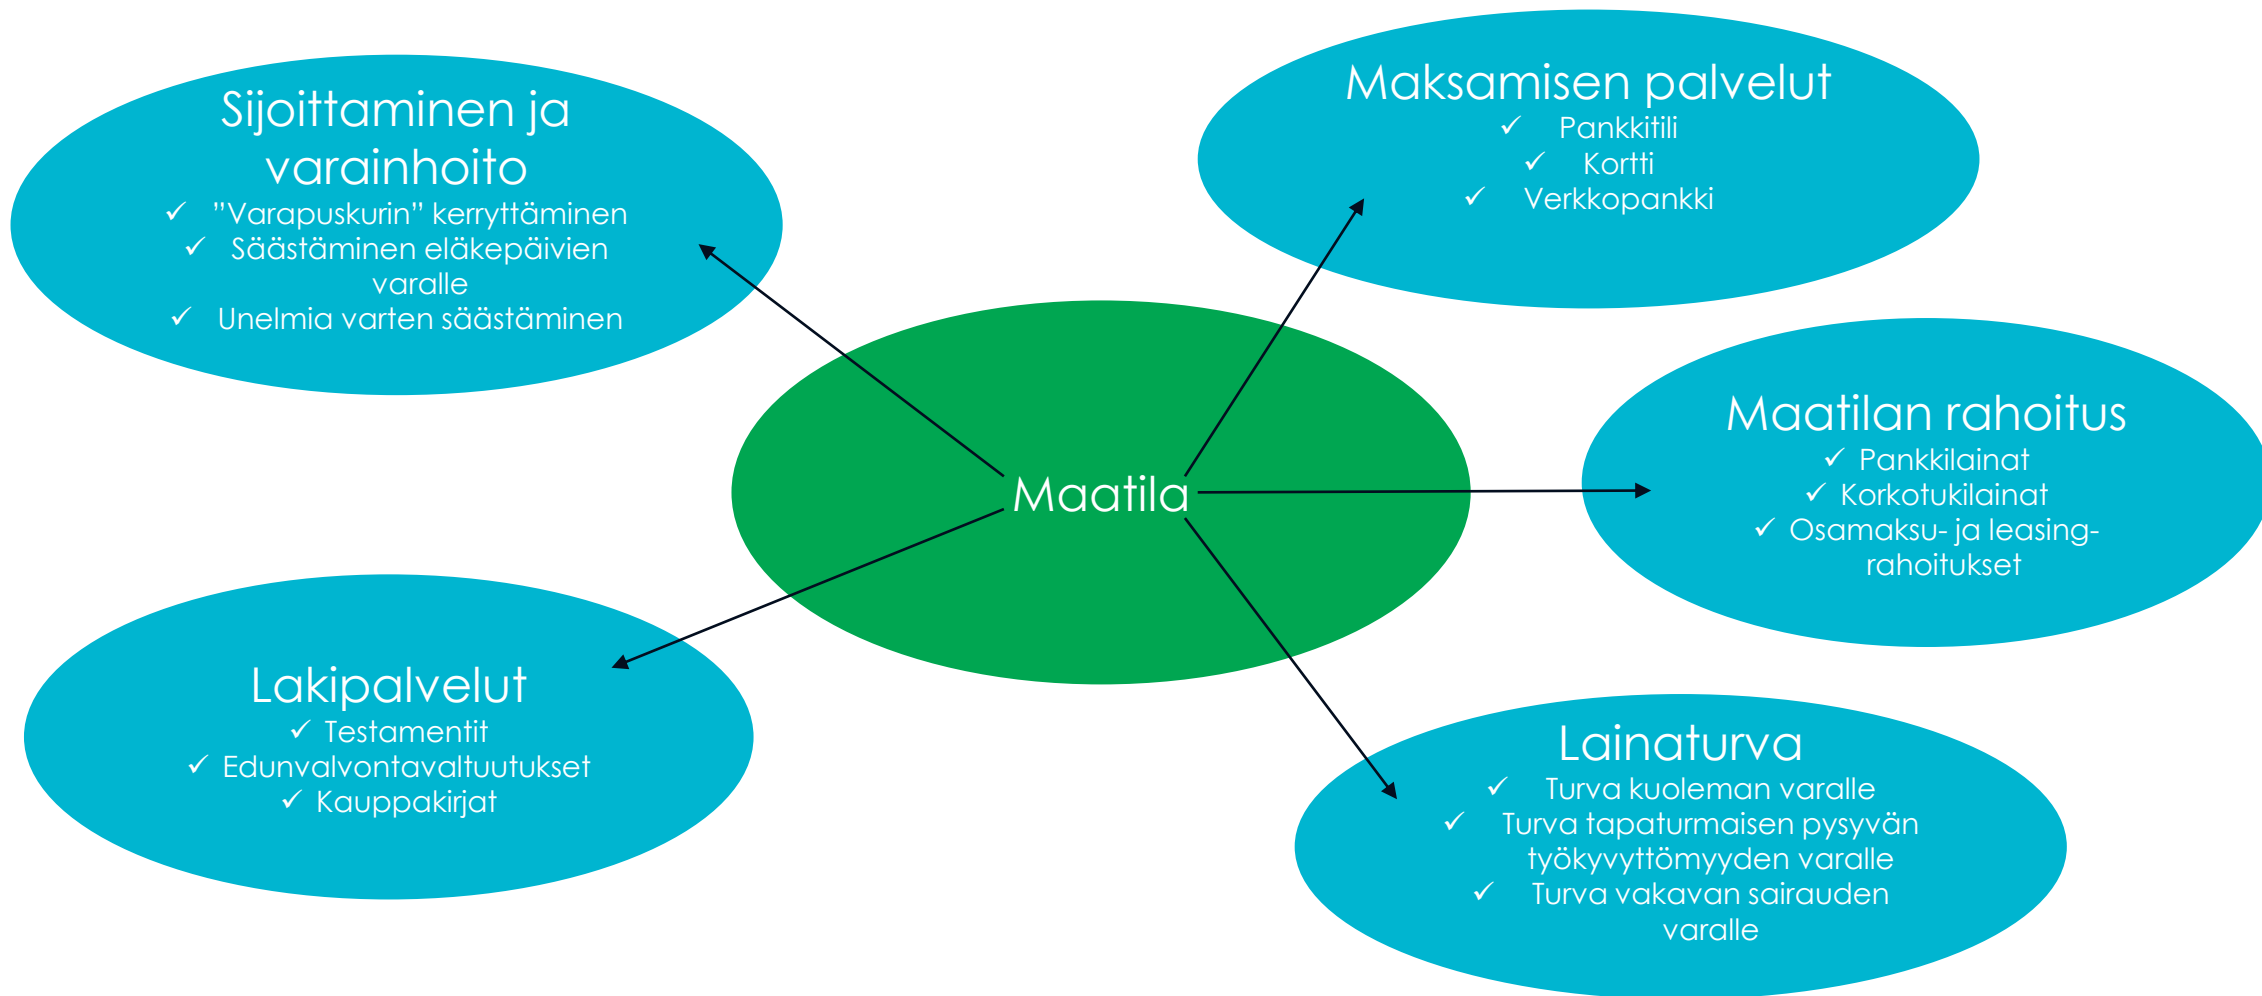 Sijoittaminen ja
varainhoito
✓ ”Varapuskurin” kerryttäminen
✓ Säästäminen eläkepäivien
varalle
✓ Unelmia varten säästäminen
Maksamisen palvelut
✓ Pankkitili
✓ Kortti
✓ Verkkopankki
Maatilan rahoitus
✓ Pankkilainat
✓ Korkotukilainat
✓ Osamaksu- ja leasing-
rahoitukset
Maatila
Lakipalvelut
✓ Testamentit
✓ Edunvalvontavaltuutukset
✓ Kauppakirjat
Lainaturva
✓ Turva kuoleman varalle
✓ Turva tapaturmaisen pysyvän
työkyvyttömyyden varalle
✓ Turva vakavan sairauden
varalle